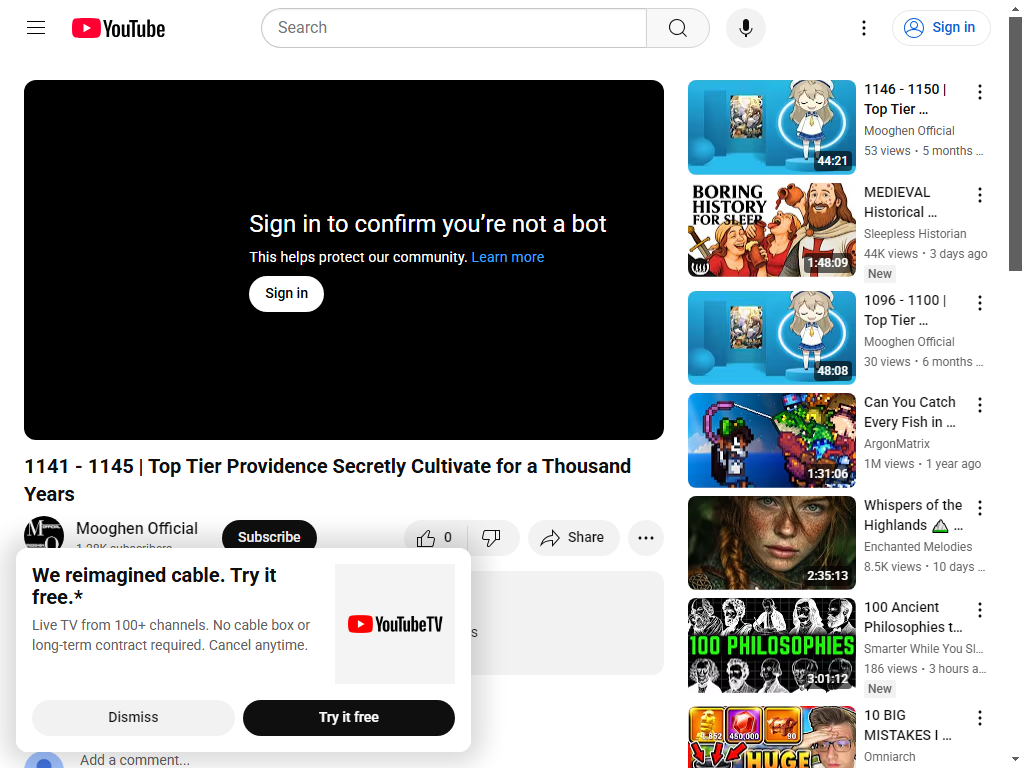 YouTube
Search
Sign in
Sign in to confirm you’re not a bot
This helps protect our community. Learn more
Sign in
1141 - 1145 | Top Tier Providence Secretly Cultivate for a Thousand
Years
Mooghen Official
Subscribe
0
Share
We reimagined cable. Try it
free.*
Live TV from 100+ channels. No cable box or
long-term contract required. Cancel anytime.
YouTubeTV
Dismiss
Try it free
Add a comment...
1146 - 1150 |
Top Tier ...
Mooghen Official
53 views • 5 months ...
44:21
BORING
HISTORY
FOR SLEEP
1:48:09
MEDIEVAL
Historical ...
Sleepless Historian
44K views • 3 days ago
New
1096 - 1100 |
Top Tier ...
Mooghen Official
30 views • 6 months ...
48:08
Can You Catch
Every Fish in ...
ArgonMatrix
1M views • 1 year ago
1:31:06
Whispers of the
Highlands ⛰ ...
Enchanted Melodies
8.5K views • 10 days ...
2:35:13
100 PHILOSOPHIES
3:01:12
100 Ancient
Philosophies t...
Smarter While You Sl...
186 views • 3 hours a...
New
450,000
90
HUGE
10 BIG
MISTAKES I ...
Omniarch